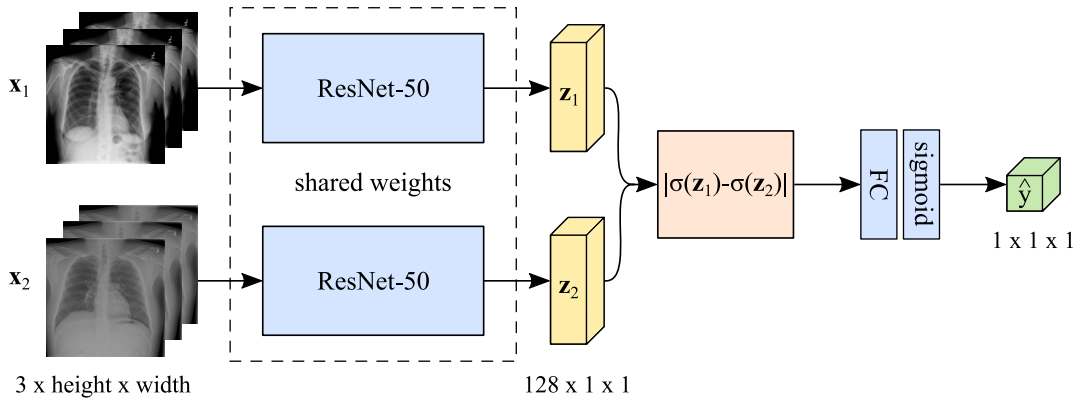 x₁
ResNet-50
z₁
shared weights
|σ(z₁)-σ(z₂)|
FC
sigmoid
ŷ
1 x 1 x 1
x₂
ResNet-50
z₂
3 x height x width
128 x 1 x 1